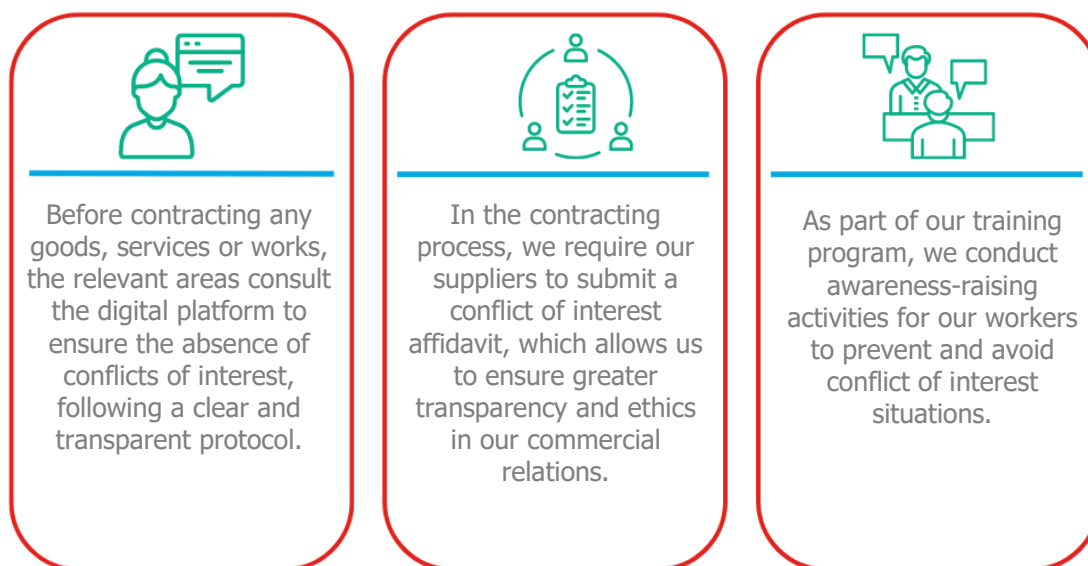 Before contracting any
goods, services or works,
the relevant areas consult
the digital platform to
ensure the absence of
conflicts of interest,
following a clear and
transparent protocol.
In the contracting
process, we require our
suppliers to submit a
conflict of interest
affidavit, which allows us
to ensure greater
transparency and ethics
in our commercial
relations.
As part of our training
program, we conduct
awareness-raising
activities for our workers
to prevent and avoid
conflict of interest
situations.